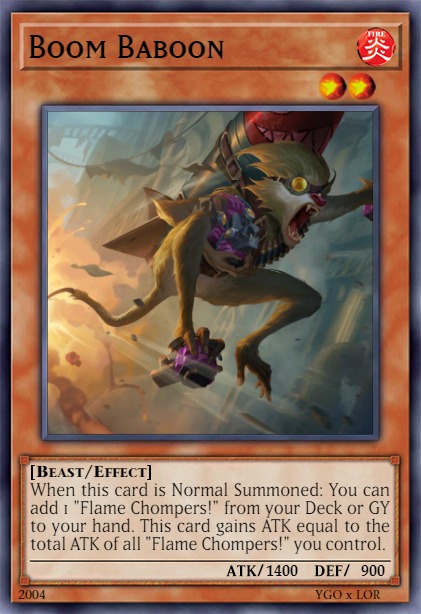 BOOM BABOON
FIRE
炎
[BEAST/EFFECT]
When this card is Normal Summoned: You can
add 1 "Flame Chompers!" from your Deck or GY
to your hand. This card gains ATK equal to the
total ATK of all "Flame Chompers!" you control.
ATK/1400 DEF/ 900
2004 YGO x LOR